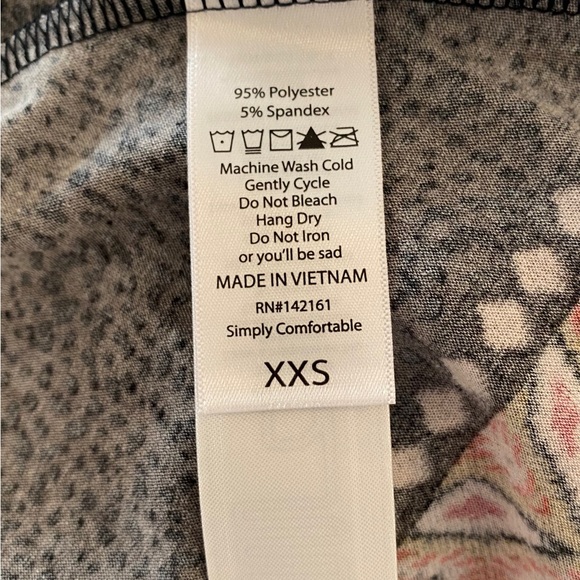 95% Polyester
5% Spandex
Machine Wash Cold
Gently Cycle
Do Not Bleach
Hang Dry
Do Not Iron
or you'll be sad
MADE IN VIETNAM
RN#142161
Simply Comfortable
XXS